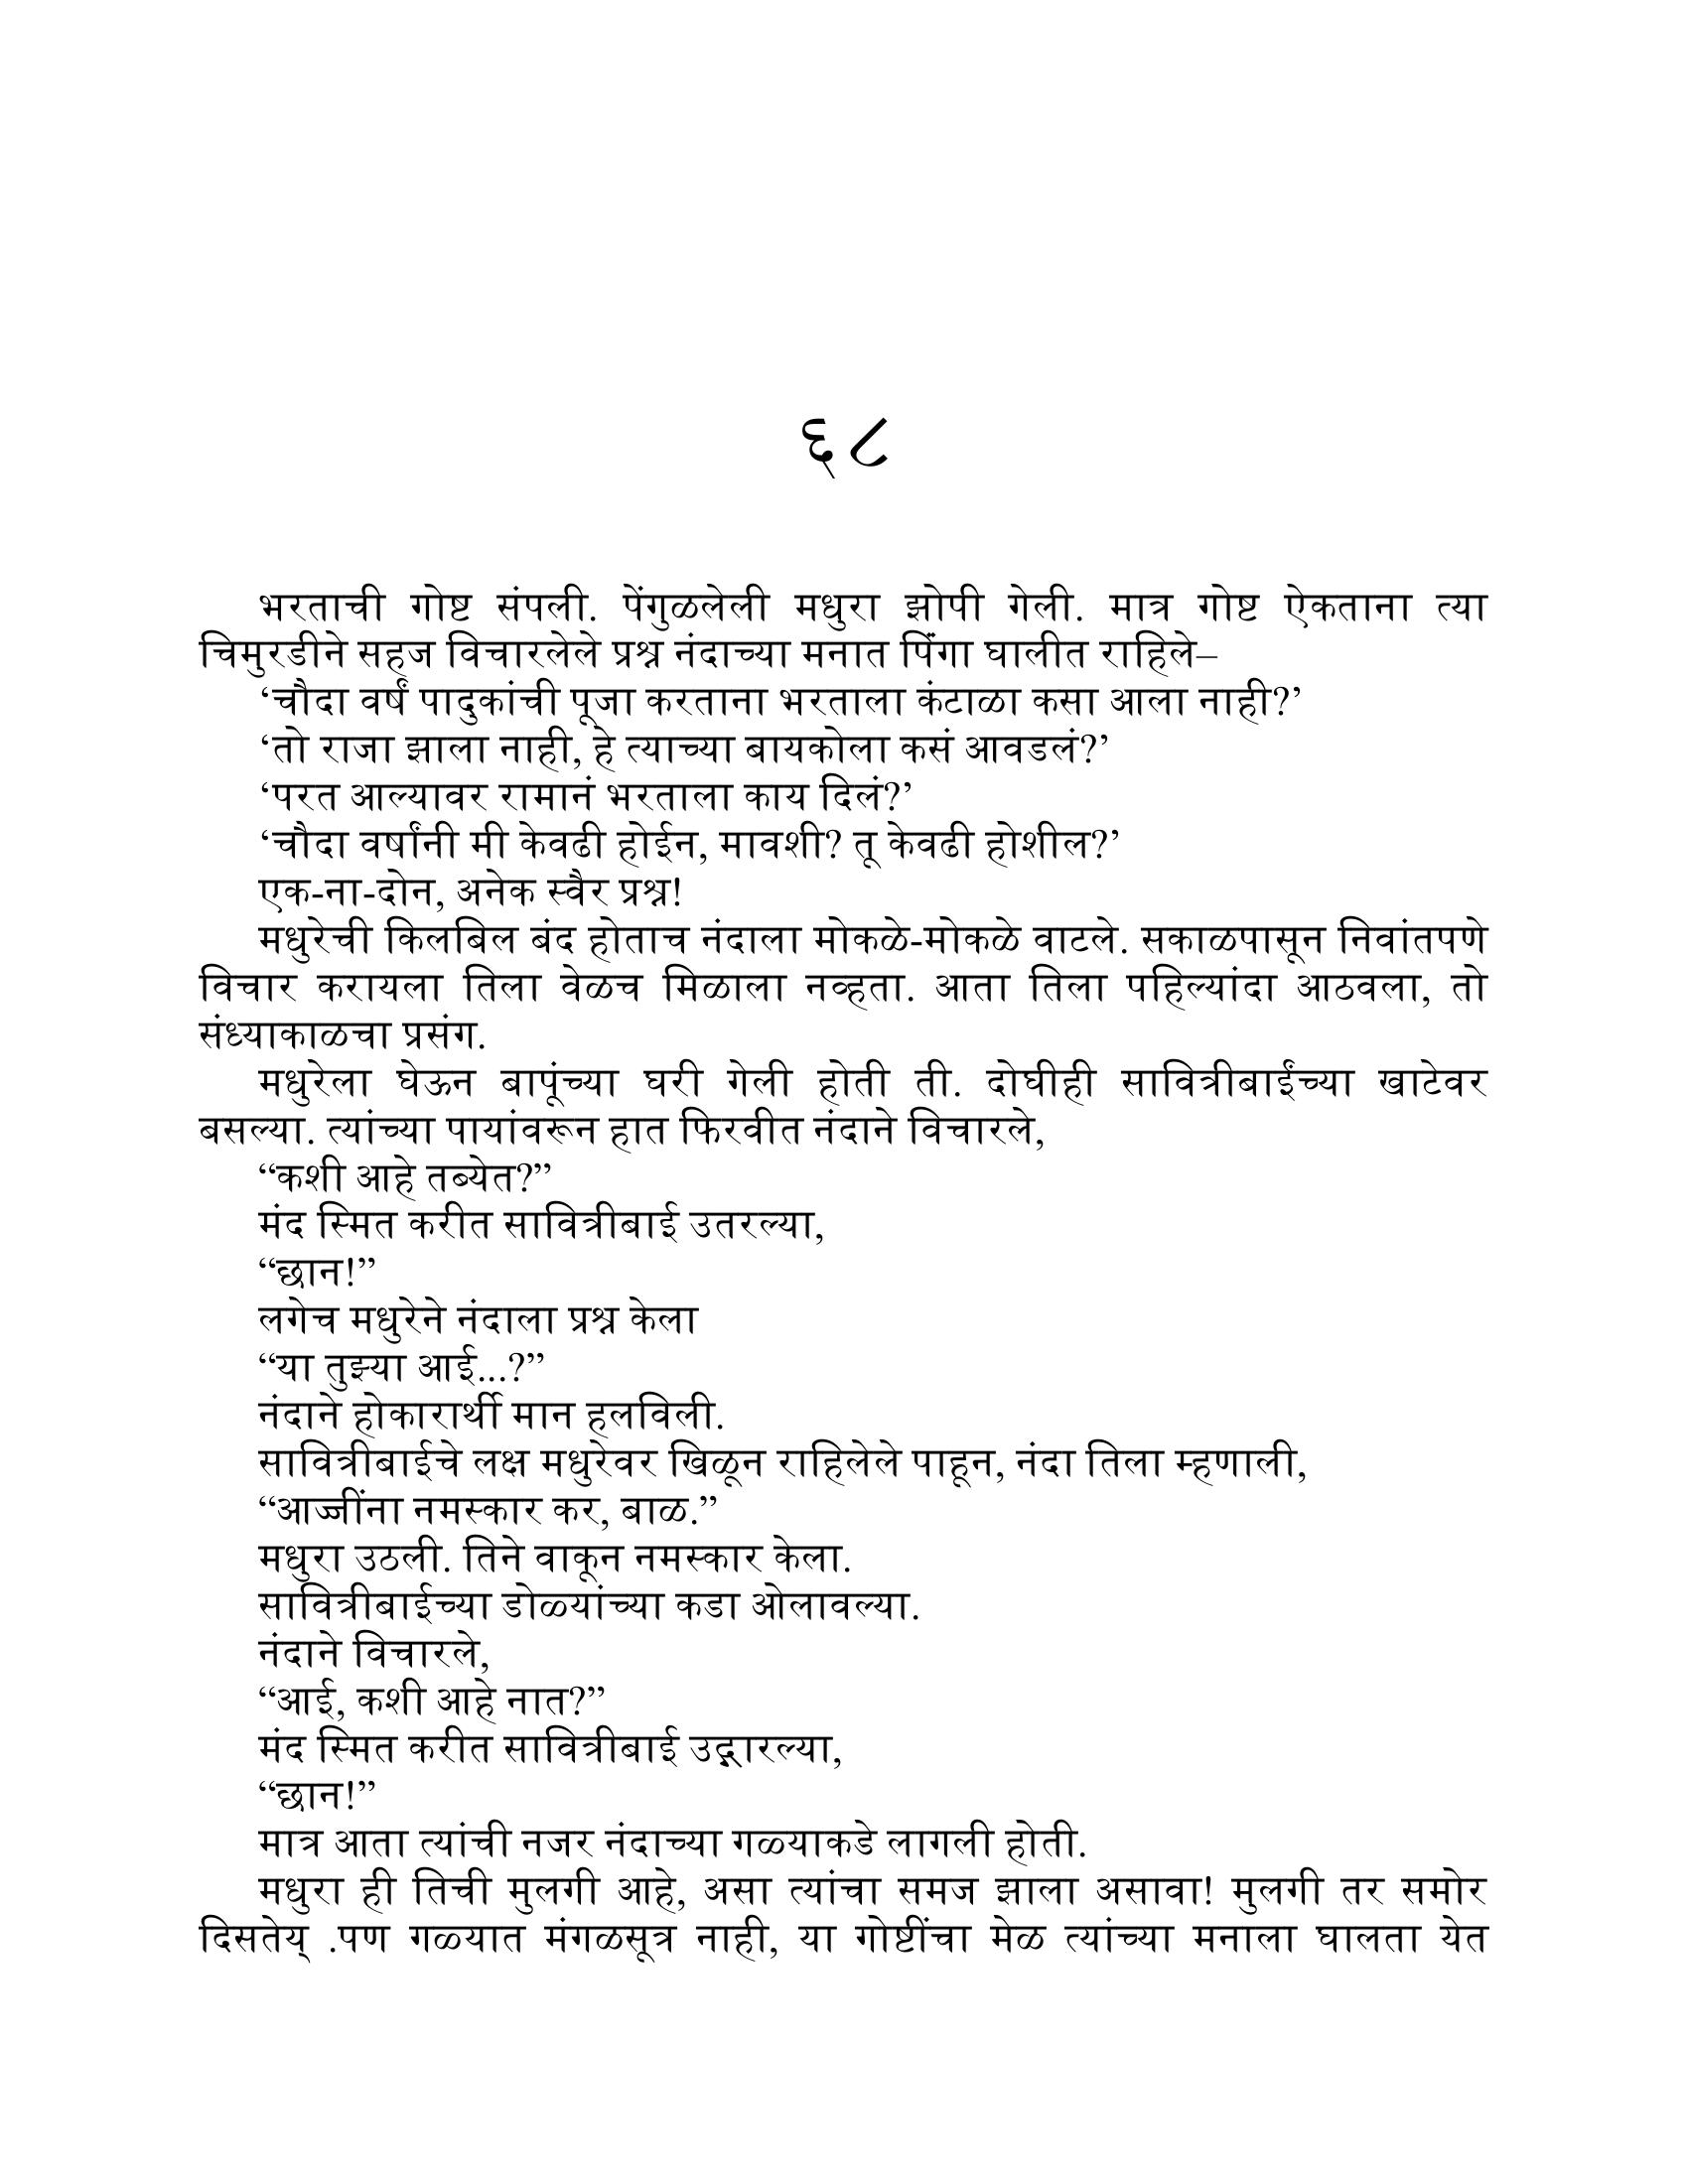 ६८
भरताची गोष्ट संपली. पेंगुळलेली मधुरा झोपी गेली. मात्र गोष्ट ऐकताना त्या
चिमुरडीने सहज विचारलेले प्रश्न नंदाच्या मनात पिंगा घालीत राहिले–
‘चौदा वर्षं पादुकांची पूजा करताना भरताला कंटाळा कसा आला नाही?’
‘तो राजा झाला नाही, हे त्याच्या बायकोला कसं आवडलं?’
‘परत आल्यावर रामानं भरताला काय दिलं?’
‘चौदा वर्षांनी मी केवढी होईन, मावशी? तू केवढी होशील?’
एक-ना-दोन, अनेक स्वैर प्रश्न!
मधुरेची किलबिल बंद होताच नंदाला मोकळे-मोकळे वाटले. सकाळपासून निवांतपणे
विचार करायला तिला वेळच मिळाला नव्हता. आता तिला पहिल्यांदा आठवला, तो
संध्याकाळचा प्रसंग.
मधुरेला घेऊन बापूंच्या घरी गेली होती ती. दोघीही सावित्रीबाईंच्या खाटेवर
बसल्या. त्यांच्या पायांवरून हात फिरवीत नंदाने विचारले,
“कशी आहे तब्येत?”
मंद स्मित करीत सावित्रीबाई उतरल्या,
“छान!”
लगेच मधुरेने नंदाला प्रश्न केला
“या तुझ्या आई...?”
नंदाने होकारार्थी मान हलविली.
सावित्रीबाईचे लक्ष मधुरेवर खिळून राहिलेले पाहून, नंदा तिला म्हणाली,
“आज्जींना नमस्कार कर, बाळ.”
मधुरा उठली. तिने वाकून नमस्कार केला.
सावित्रीबाईच्या डोळ्यांच्या कडा ओलावल्या.
नंदाने विचारले,
“आई, कशी आहे नात?”
मंद स्मित करीत सावित्रीबाई उद्गारल्या,
“छान!”
मात्र आता त्यांची नजर नंदाच्या गळ्याकडे लागली होती.
मधुरा ही तिची मुलगी आहे, असा त्यांचा समज झाला असावा! मुलगी तर समोर
दिसतेय् .पण गळ्यात मंगळसूत्र नाही, या गोष्टींचा मेळ त्यांच्या मनाला घालता येत